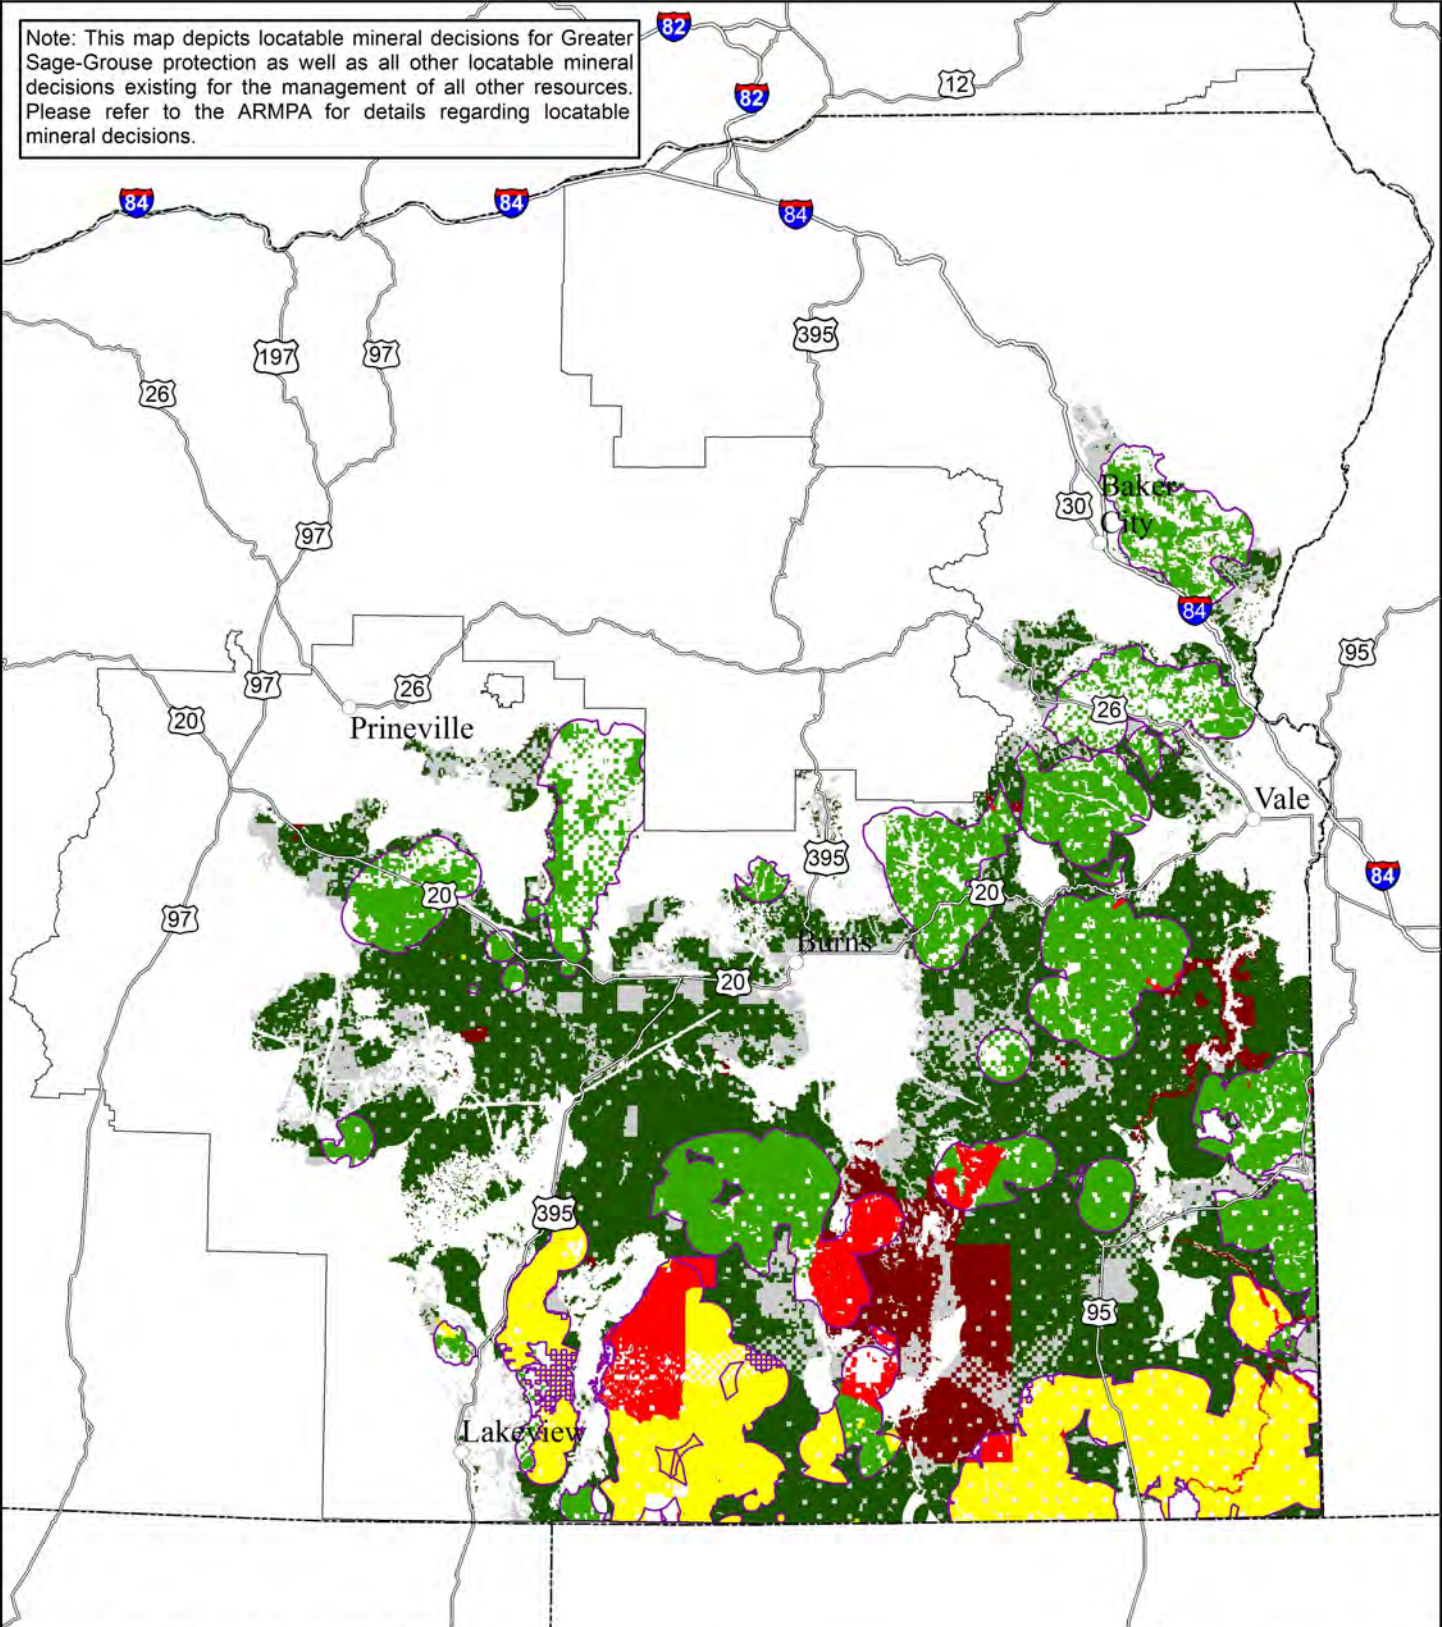 Note: This map depicts locatable mineral decisions for Greater
Sage-Grouse protection as well as all other locatable mineral
decisions existing for the management of all other resources.
Please refer to the ARMPA for details regarding locatable
mineral decisions.
82
12
82
84
84
84
395
197
97
26
Baker
City
30
97
84
95
97
26
20
26
Prineville
Vale
395
84
20
20
97
Burns
20
395
95
Lakeview